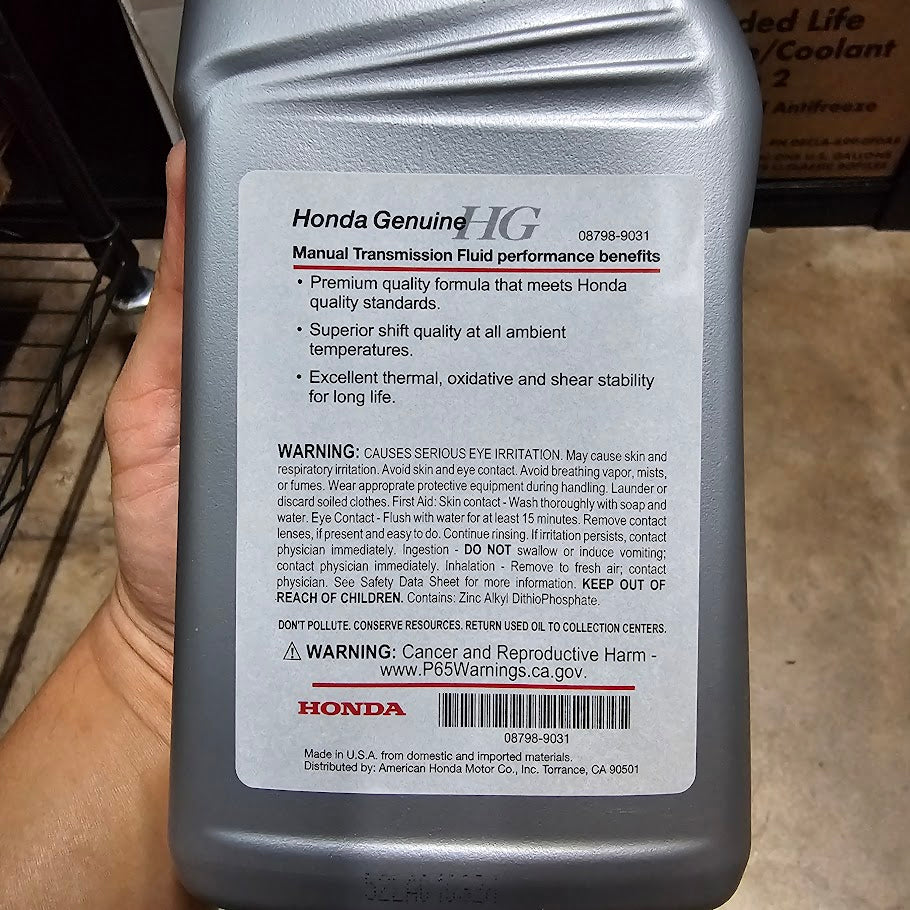 ded Life
/Coolant
2
Antifreeze
Honda Genuine HG
08798-9031
Manual Transmission Fluid performance benefits
• Premium quality formula that meets Honda
quality standards.
• Superior shift quality at all ambient
temperatures.
• Excellent thermal, oxidative and shear stability
for long life.
WARNING: CAUSES SERIOUS EYE IRRITATION. May cause skin and
respiratory irritation. Avoid skin and eye contact. Avoid breathing vapor, mists,
or fumes. Wear approprate protective equipment during handling. Launder or
discard soiled clothes. First Aid: Skin contact - Wash thoroughly with soap and
water. Eye Contact - Flush with water for at least 15 minutes. Remove contact
lenses, if present and easy to do. Continue rinsing. If irritation persists, contact
physician immediately. Ingestion - DO NOT swallow or induce vomiting;
contact physician immediately. Inhalation - Remove to fresh air; contact
physician. See Safety Data Sheet for more information. KEEP OUT OF
REACH OF CHILDREN. Contains: Zinc Alkyl DithioPhosphate.
DON'T POLLUTE. CONSERVE RESOURCES. RETURN USED OIL TO COLLECTION CENTERS.
WARNING: Cancer and Reproductive Harm -
www.P65Warnings.ca.gov.
HONDA
08798-9031
Made in U.S.A. from domestic and imported materials.
Distributed by: American Honda Motor Co., Inc. Torrance, CA 90501